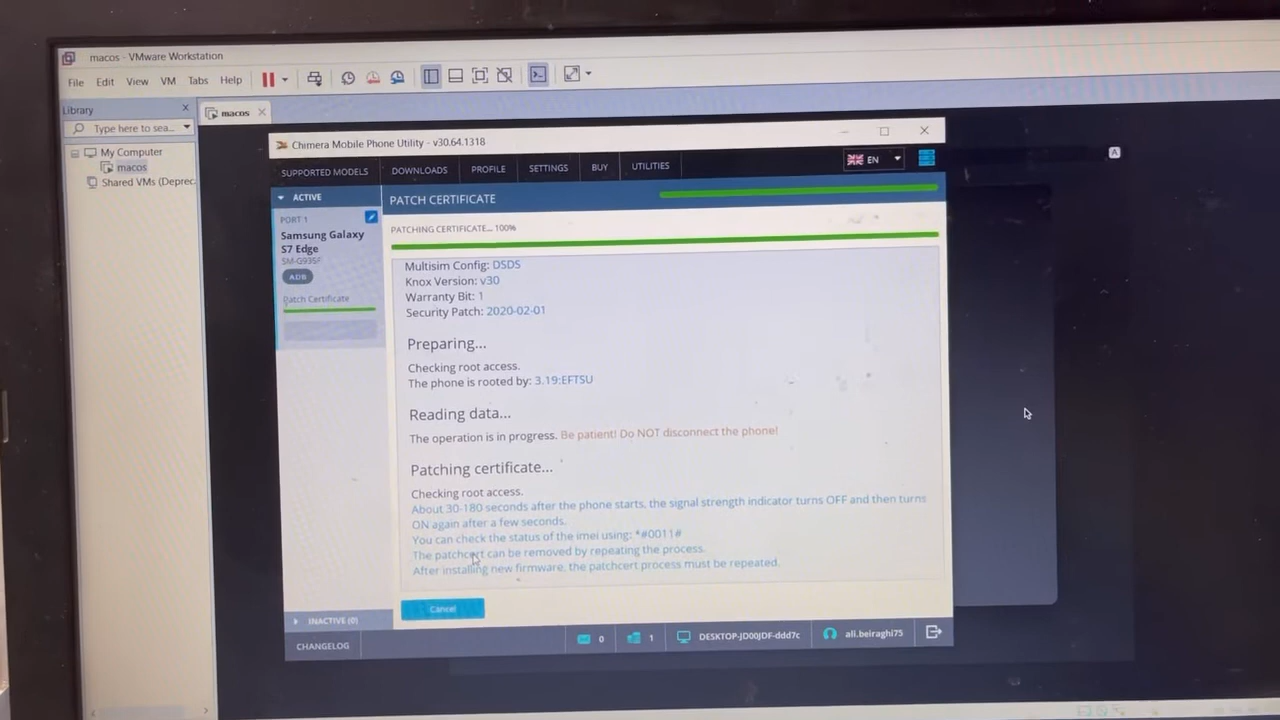 macos - VMware Workstation
File Edit View VM Tabs Help
Library
Type here to sea...
macos
My Computer
macos
Shared VMs (Deprec
Chimera Mobile Phone Utility - v30.64.1318
SUPPORTED MODELS DOWNLOADS PROFILE SETTINGS BUY UTILITIES EN
ACTIVE
PORT 1
Samsung Galaxy
S7 Edge
SM-G935F
ADB
Patch Certificate
PATCH CERTIFICATE
PATCHING CERTIFICATE... 100%
Multisim Config: DSDS
Knox Version: v30
Warranty Bit: 1
Security Patch: 2020-02-01
Preparing...
Checking root access.
The phone is rooted by: 3.19:EFTSU
Reading data...
The operation is in progress. Be patient! Do NOT disconnect the phone!
Patching certificate...
Checking root access.
About 30-180 seconds after the phone starts, the signal strength indicator turns OFF and then turns
ON again after a few seconds.
You can check the status of the imei using: *#0011#
The patchcert can be removed by repeating the process.
After installing new firmware, the patchcert process must be repeated.
Cancel
INACTIVE (0)
CHANGELOG
0
1
DESKTOP-JD00JDF-ddd7c
ali.beiraghi75
A